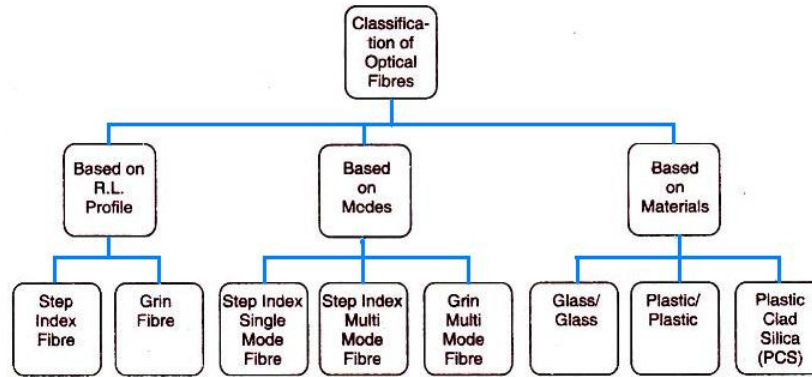 Classifica-
tion of
Optical
Fibres
Based on
R.L.
Profile
Based
on
Modes
Based
on
Materials
Step
Index
Fibre
Grin
Fibre
Step Index
Single
Mode
Fibre
Step Index
Multi
Mode
Fibre
Grin
Multi
Mode
Fibre
Glass/
Glass
Plastic/
Plastic
Plastic
Clad
Silica
(PCS)